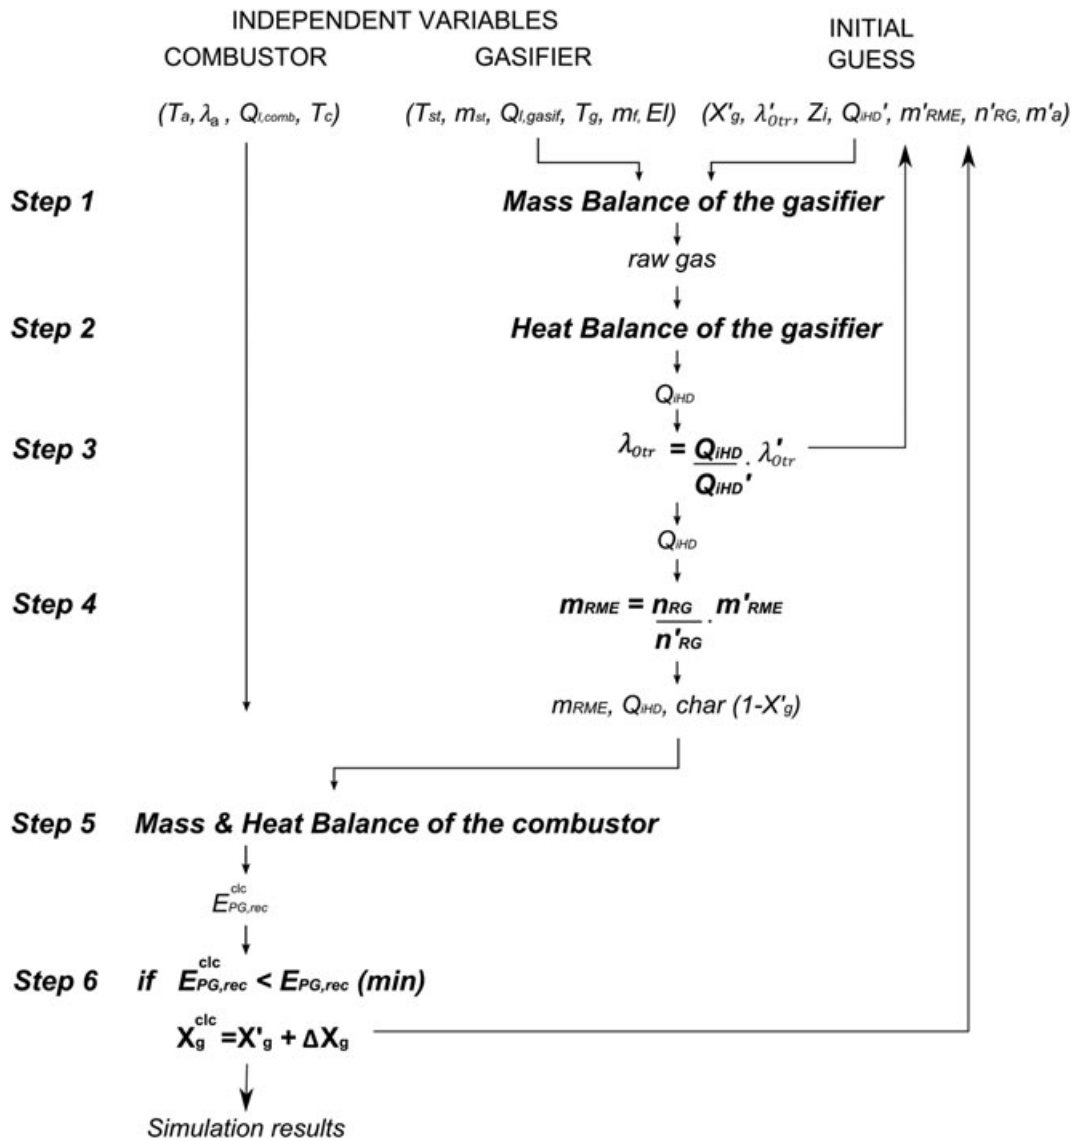 INDEPENDENT VARIABLES
INITIAL
GUESS
COMBUSTOR
GASIFIER
(Ta, λa , Ql,comb, Tc)
(Tst, mst, Ql,gasif, Tg, mf, El)
(X'g, λ'Otr, Zi, QiHD', m'RME, n'RG, m'a)
Step 1
Mass Balance of the gasifier
raw gas
Step 2
Heat Balance of the gasifier
QiHD
Step 3
λOtr = QiHD/QiHD' . λ'Otr
QiHD
Step 4
mRME = nRG/n'RG . m'RME
mRME, QiHD, char (1-X'g)
Step 5
Mass & Heat Balance of the combustor
E clc PG,rec
Step 6
if E clc PG,rec < EPG,rec (min)
X clc g = X'g + ΔXg
Simulation results